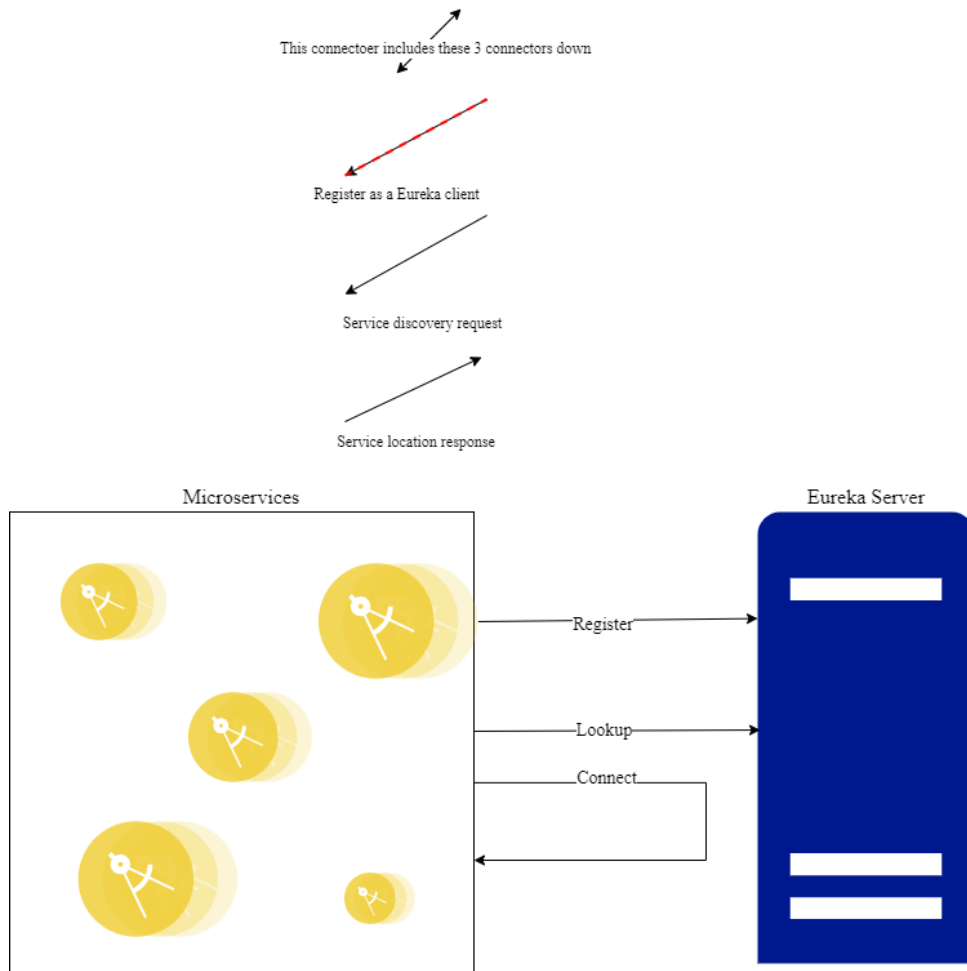 This connectoer includes these 3 connectors down
Register as a Eureka client
Service discovery request
Service location response
Microservices
Eureka Server
Register
Lookup
Connect